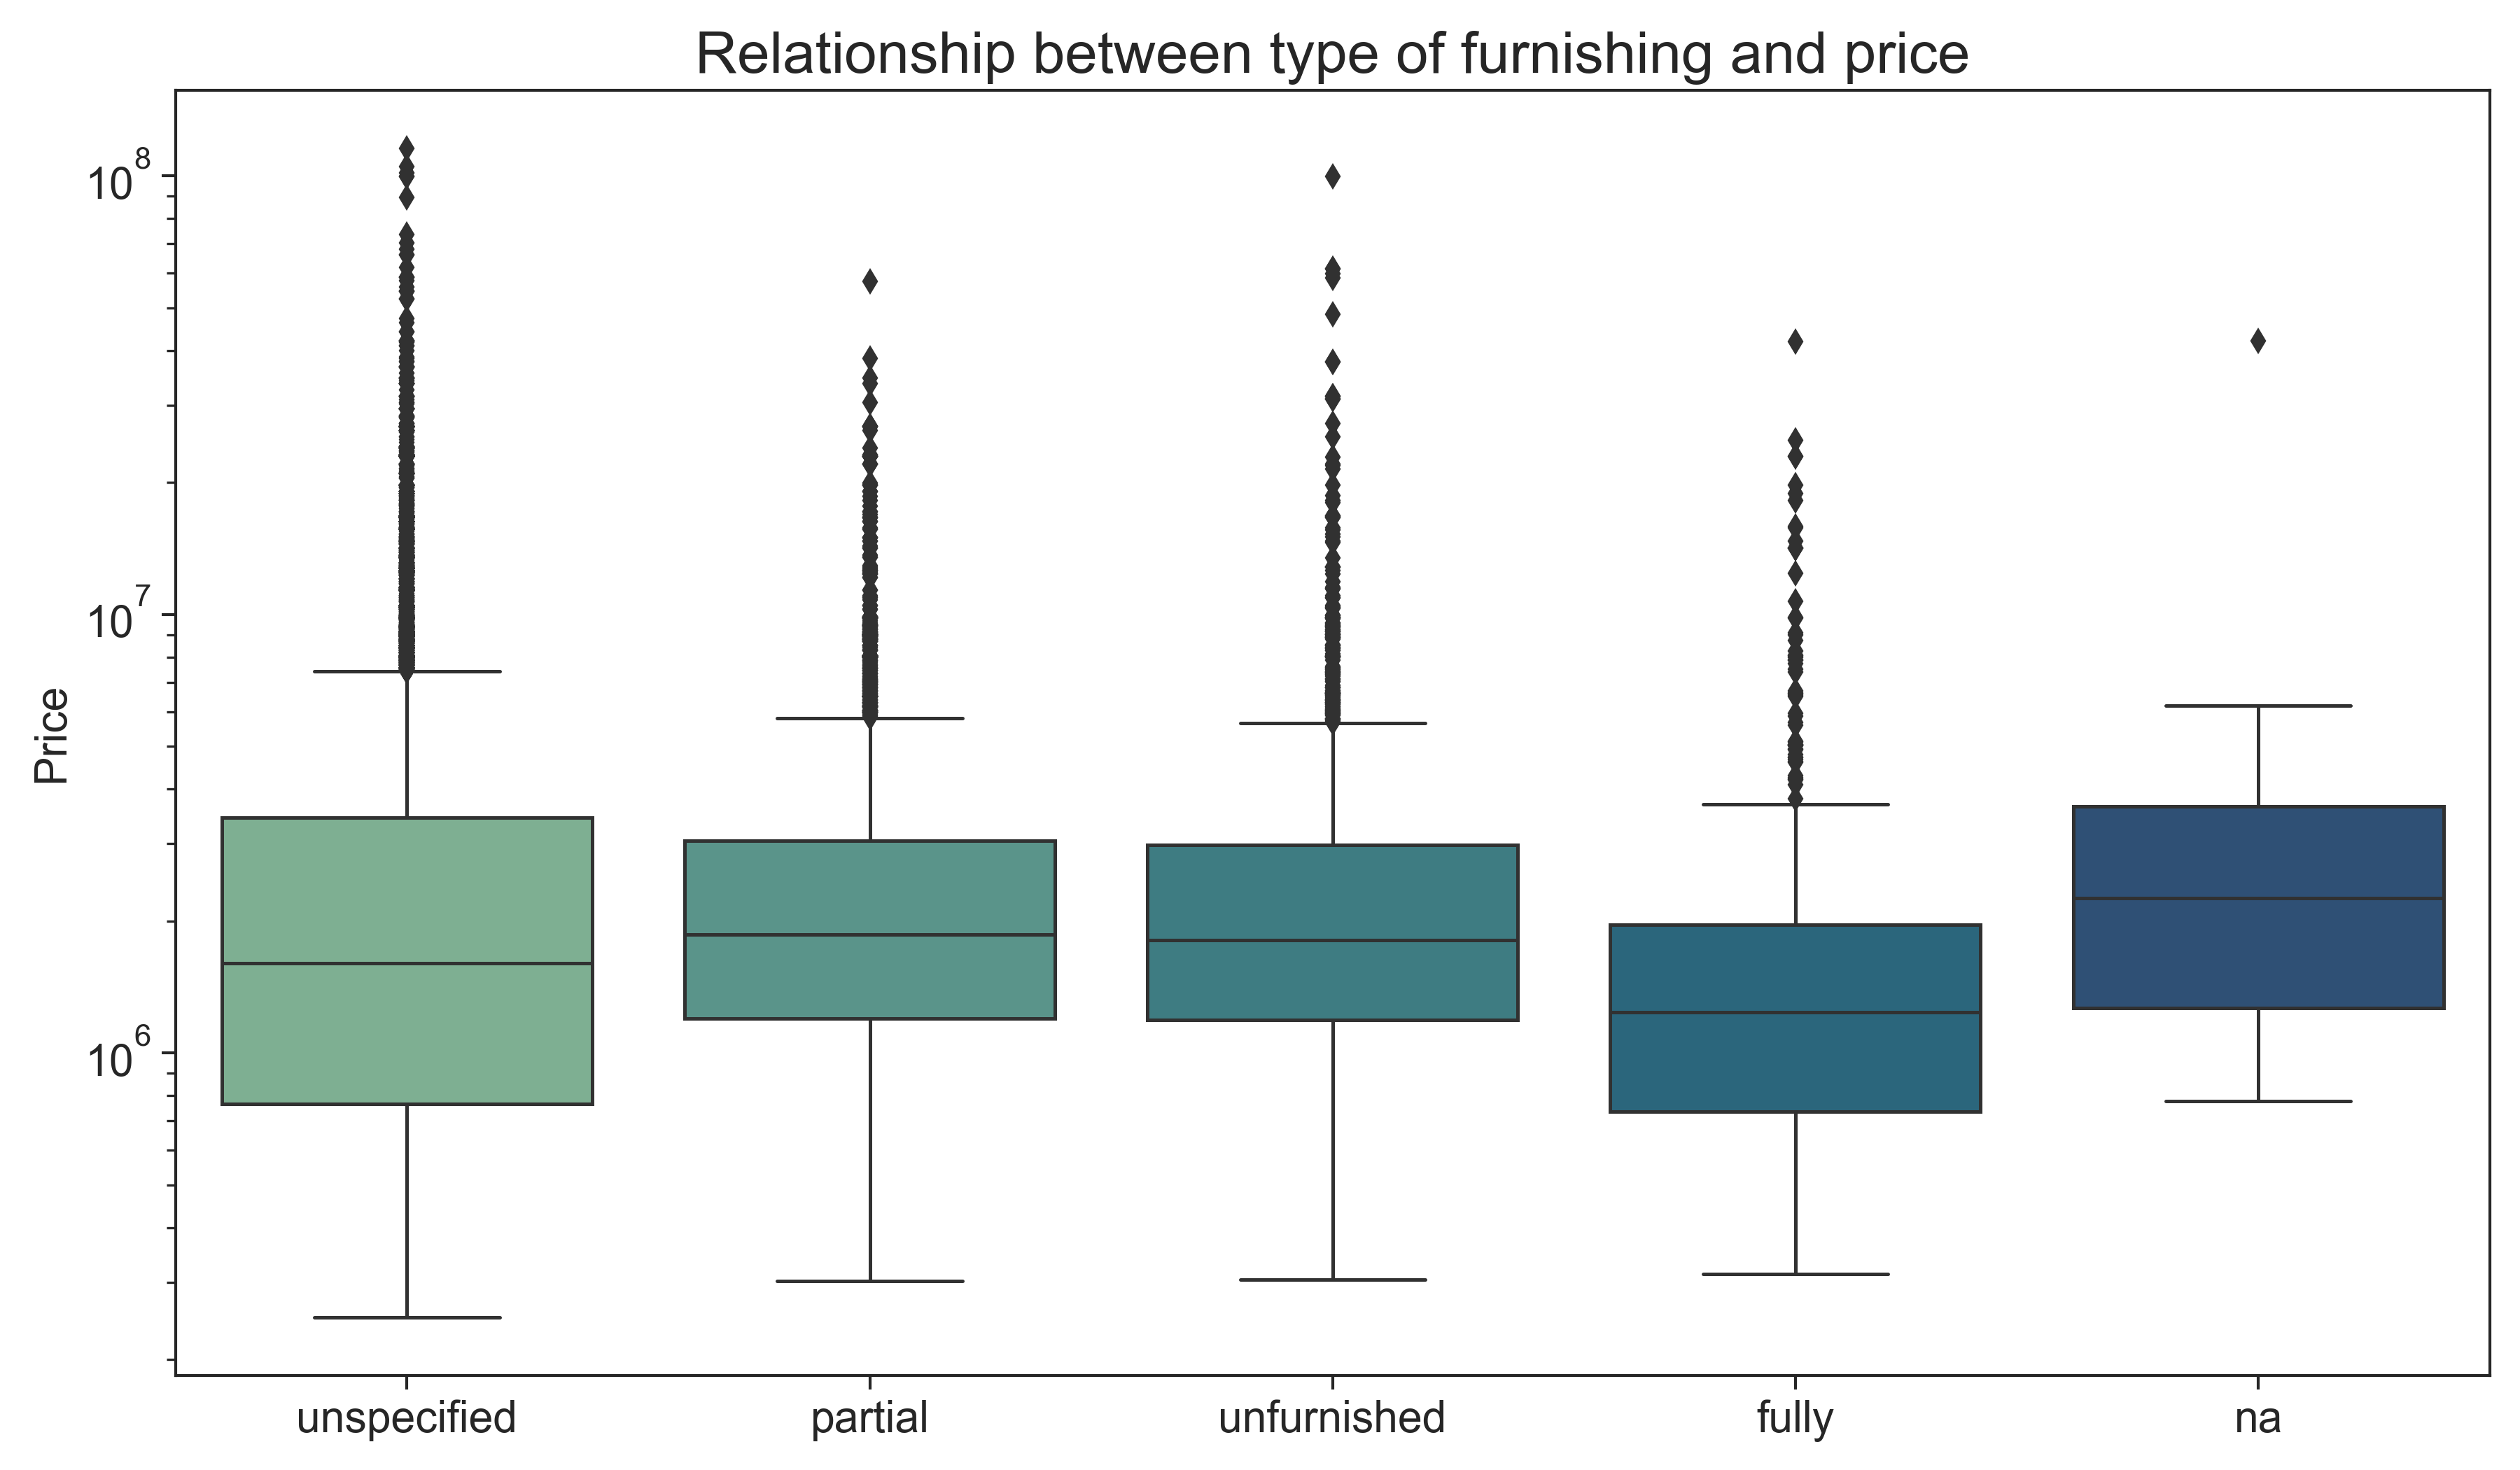 Relationship between type of furnishing and price
10^8
10^7
10^6
Price
unspecified
partial
unfurnished
fully
na